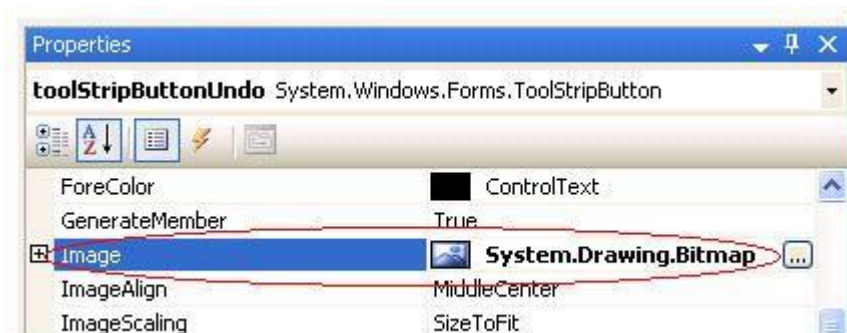 Properties
toolStripButtonUndo System.Windows.Forms.ToolStripButton
ForeColor ControlText
GenerateMember True
Image System.Drawing.Bitmap ...
ImageAlign MiddleCenter
ImageScaling SizeToFit